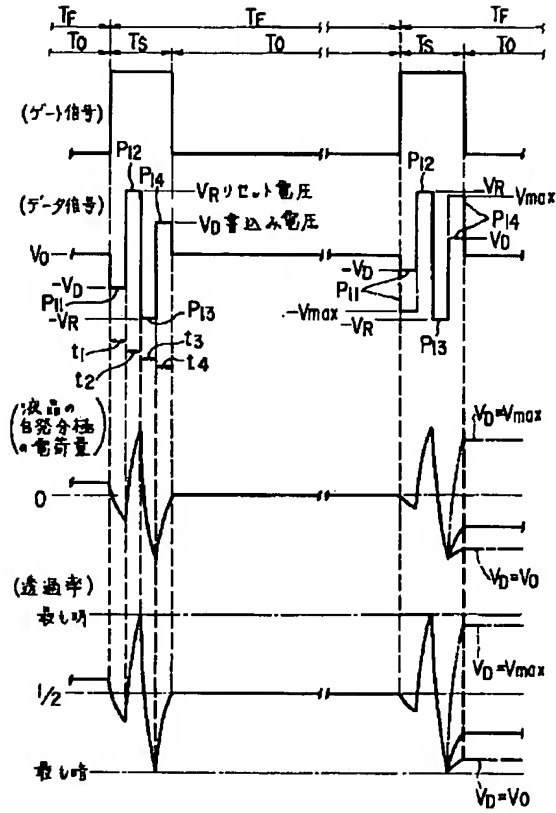 TF TF TF
TO TS TO TS TO
(ゲート信号)
P12 P12
P14
VRリセット電圧 VR
Vmax
(データ信号)
P14
VD書込み電圧 VD
VO
-VD -VD
P11 P11
-Vmax
-VR -VR
P13 P13
t1 t2 t3 t4
(液晶の
自発分極
の電荷量)
VD=Vmax
0
VD=VO
(透過率)
最も明
VD=Vmax
1/2
最も暗
VD=VO